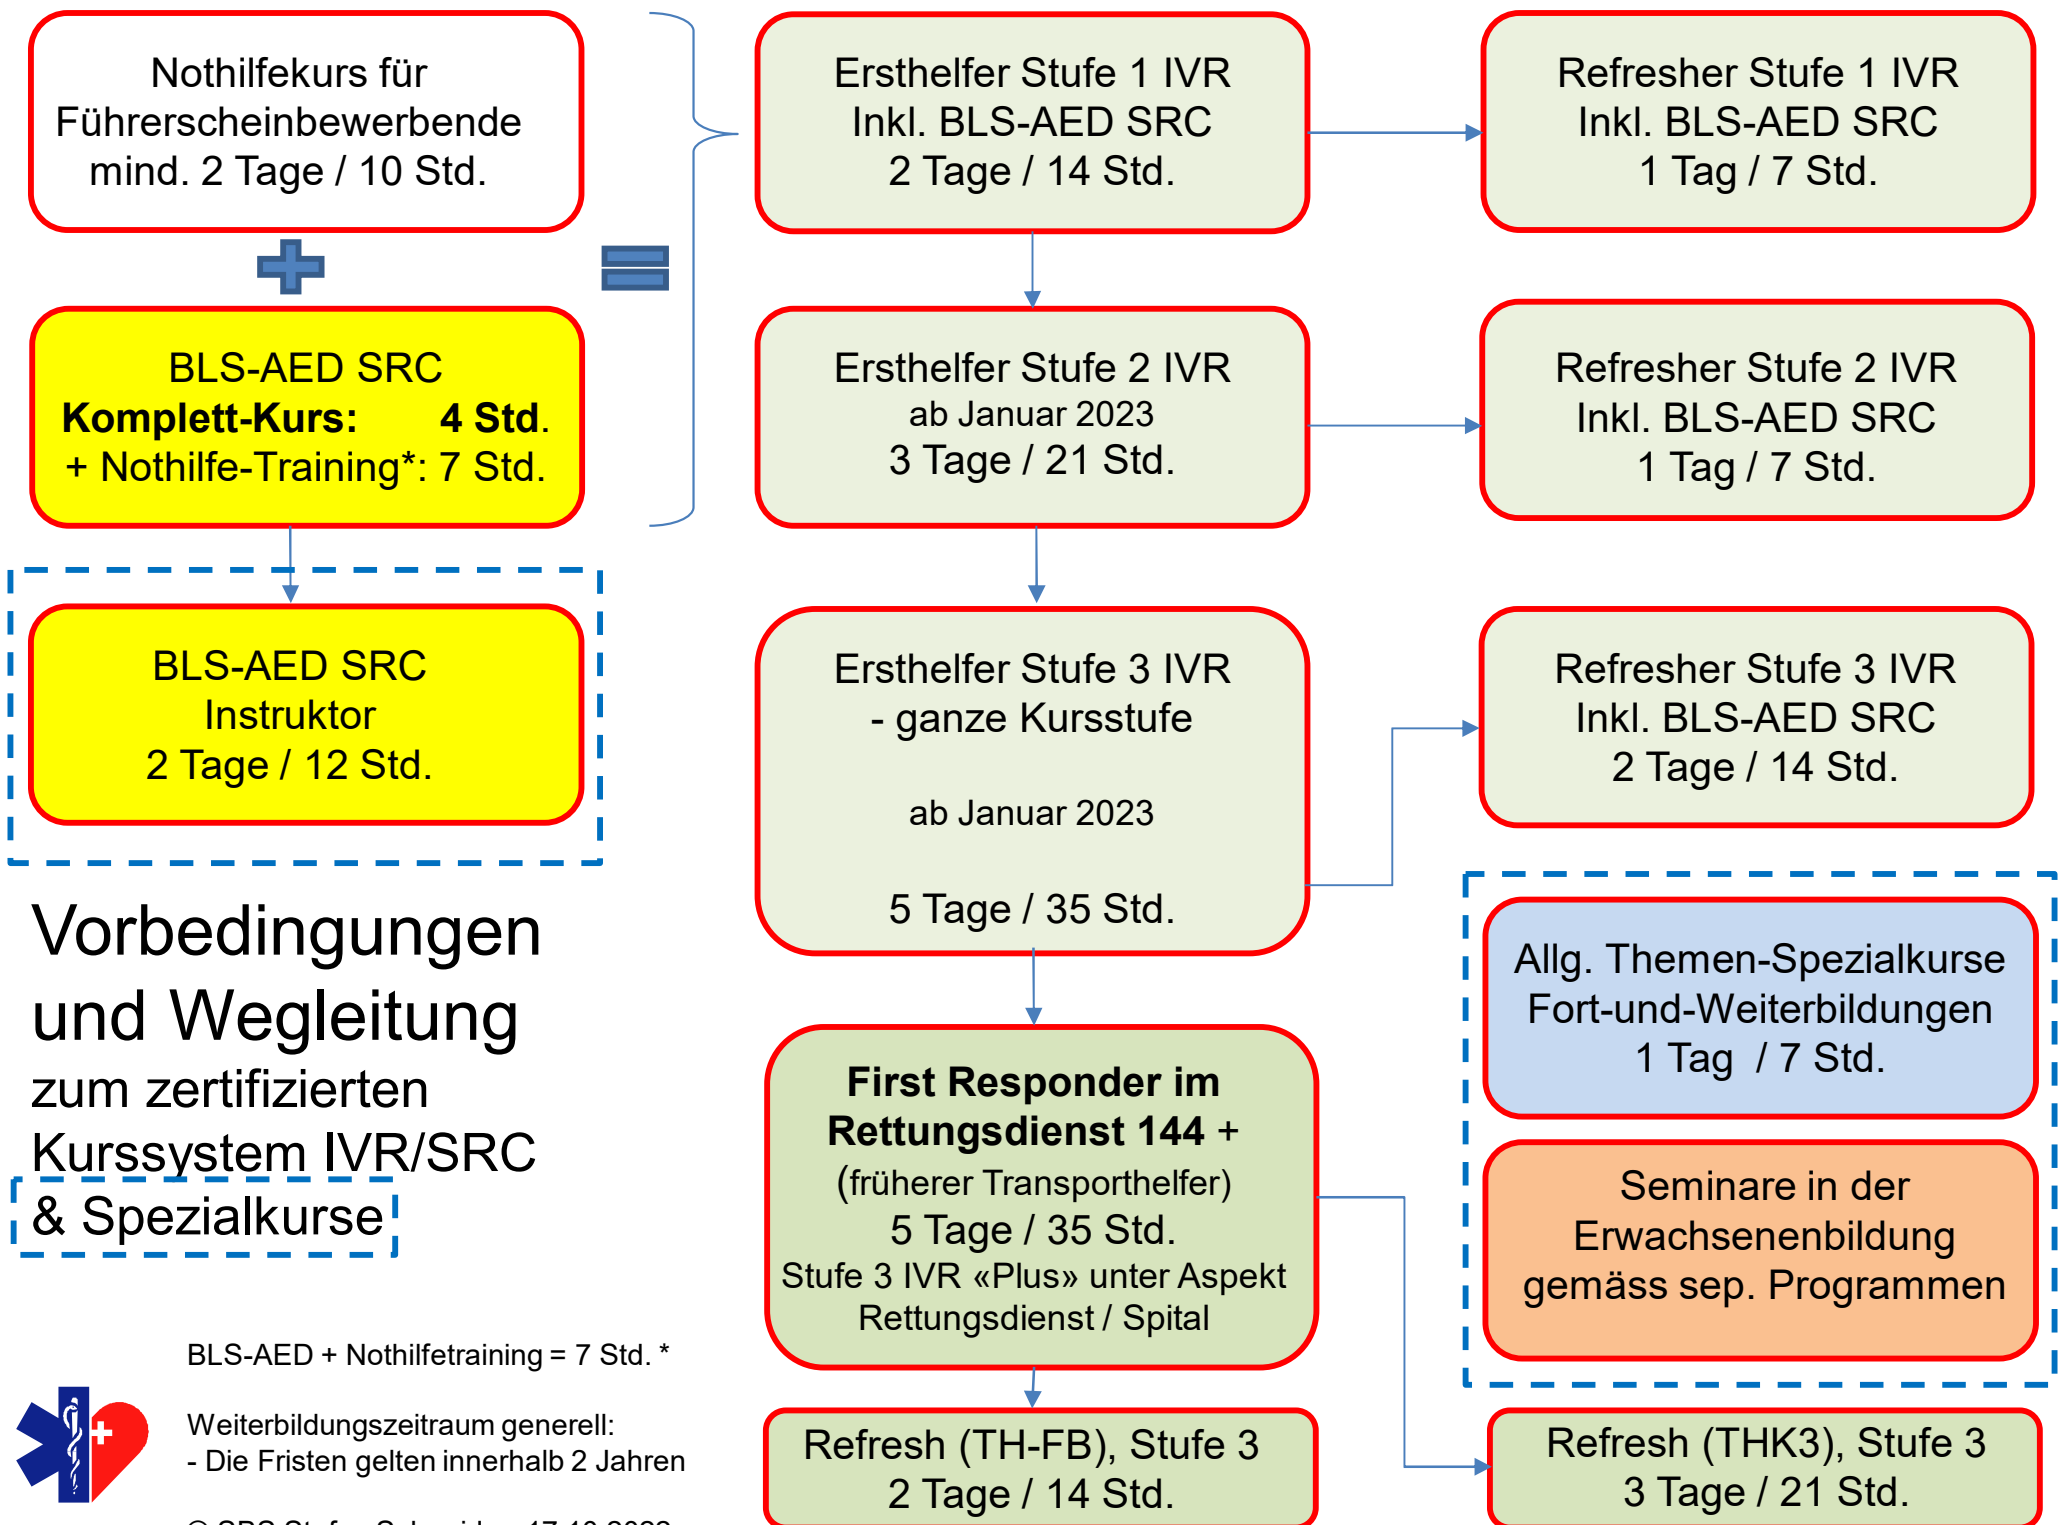 Nothilfekurs für
Führerscheinbewerbende
mind. 2 Tage / 10 Std.
BLS-AED SRC
Komplett-Kurs: 4 Std.
+ Nothilfe-Training*: 7 Std.
BLS-AED SRC
Instruktor
2 Tage / 12 Std.
Vorbedingungen
und Wegleitung
zum zertifizierten
Kurssystem IVR/SRC
& Spezialkurse
BLS-AED + Nothilfetraining = 7 Std. *
Weiterbildungszeitraum generell:
- Die Fristen gelten innerhalb 2 Jahren
Ersthelfer Stufe 1 IVR
Inkl. BLS-AED SRC
2 Tage / 14 Std.
Ersthelfer Stufe 2 IVR
ab Januar 2023
3 Tage / 21 Std.
Ersthelfer Stufe 3 IVR
- ganze Kursstufe
ab Januar 2023
5 Tage / 35 Std.
First Responder im
Rettungsdienst 144 +
(früherer Transporthelfer)
5 Tage / 35 Std.
Stufe 3 IVR «Plus» unter Aspekt
Rettungsdienst / Spital
Refresh (TH-FB), Stufe 3
2 Tage / 14 Std.
Refresher Stufe 1 IVR
Inkl. BLS-AED SRC
1 Tag / 7 Std.
Refresher Stufe 2 IVR
Inkl. BLS-AED SRC
1 Tag / 7 Std.
Refresher Stufe 3 IVR
Inkl. BLS-AED SRC
2 Tage / 14 Std.
Allg. Themen-Spezialkurse
Fort-und-Weiterbildungen
1 Tag / 7 Std.
Seminare in der
Erwachsenenbildung
gemäss sep. Programmen
Refresh (THK3), Stufe 3
3 Tage / 21 Std.